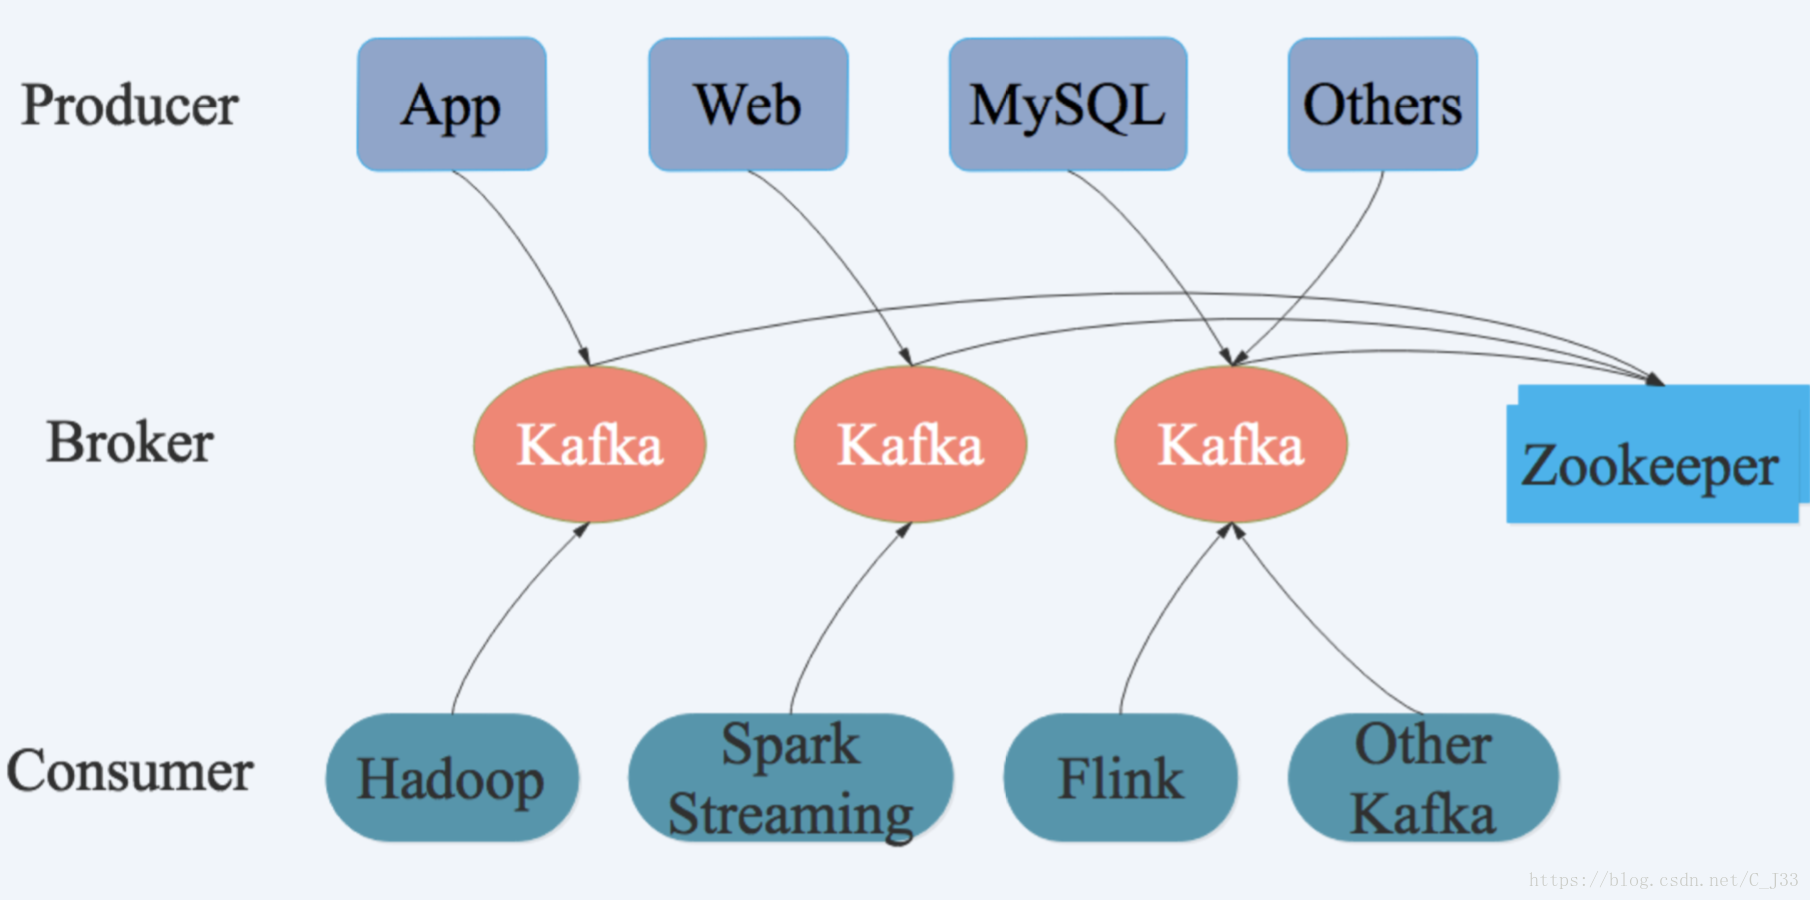 Producer
App
Web
MySQL
Others
Broker
Kafka
Kafka
Kafka
Zookeeper
Consumer
Hadoop
Spark
Streaming
Flink
Other
Kafka
https://blog.csdn.net/C_J33